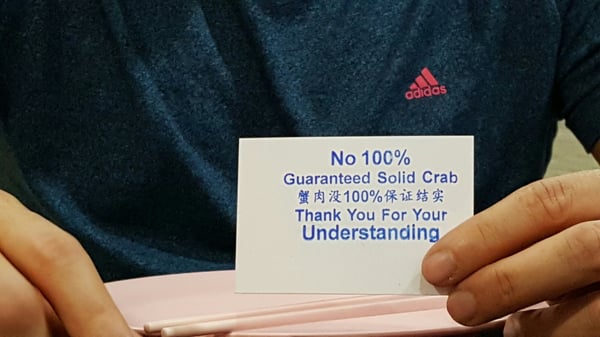 adidas
No 100%
Guaranteed Solid Crab
蟹肉没100%保证结实
Thank You For Your
Understanding